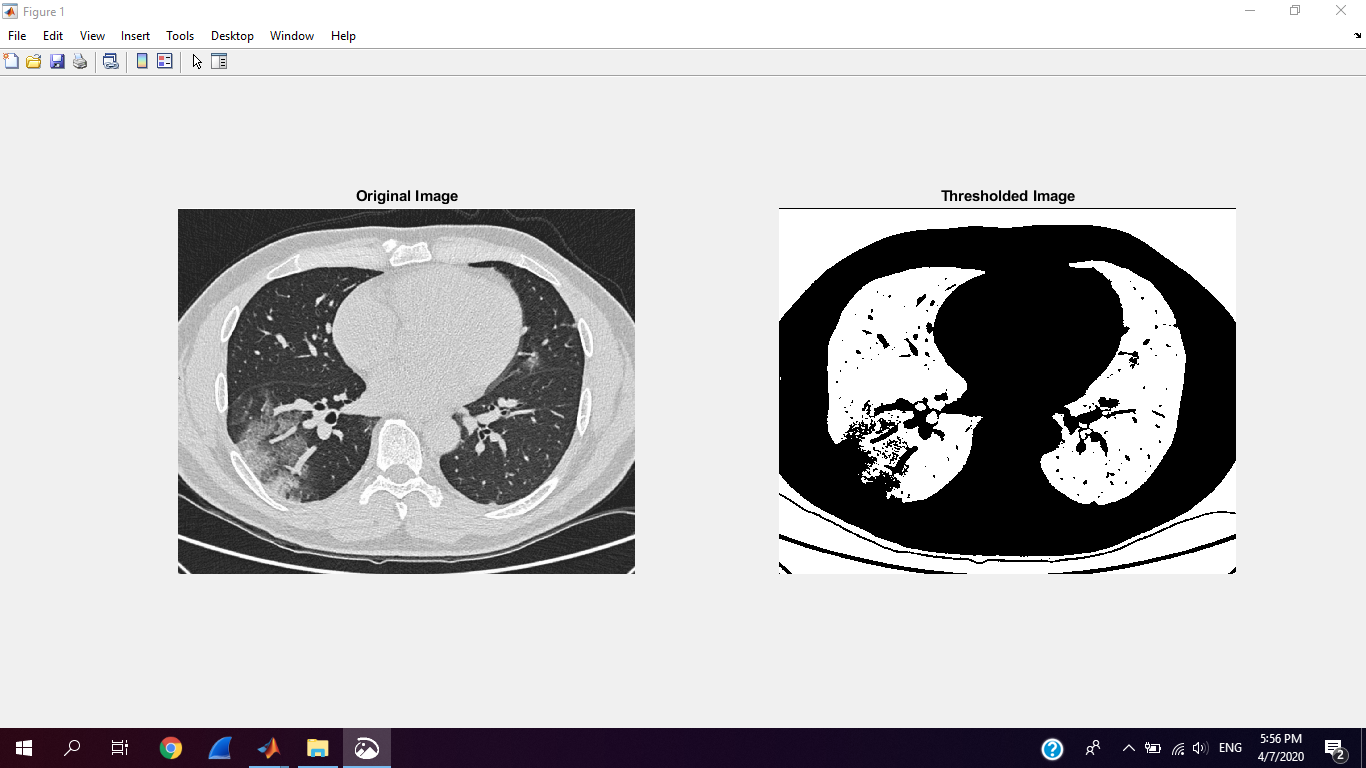 Figure 1
File Edit View Insert Tools Desktop Window Help
Original Image
Thresholded Image
ENG
5:56 PM
4/7/2020
2